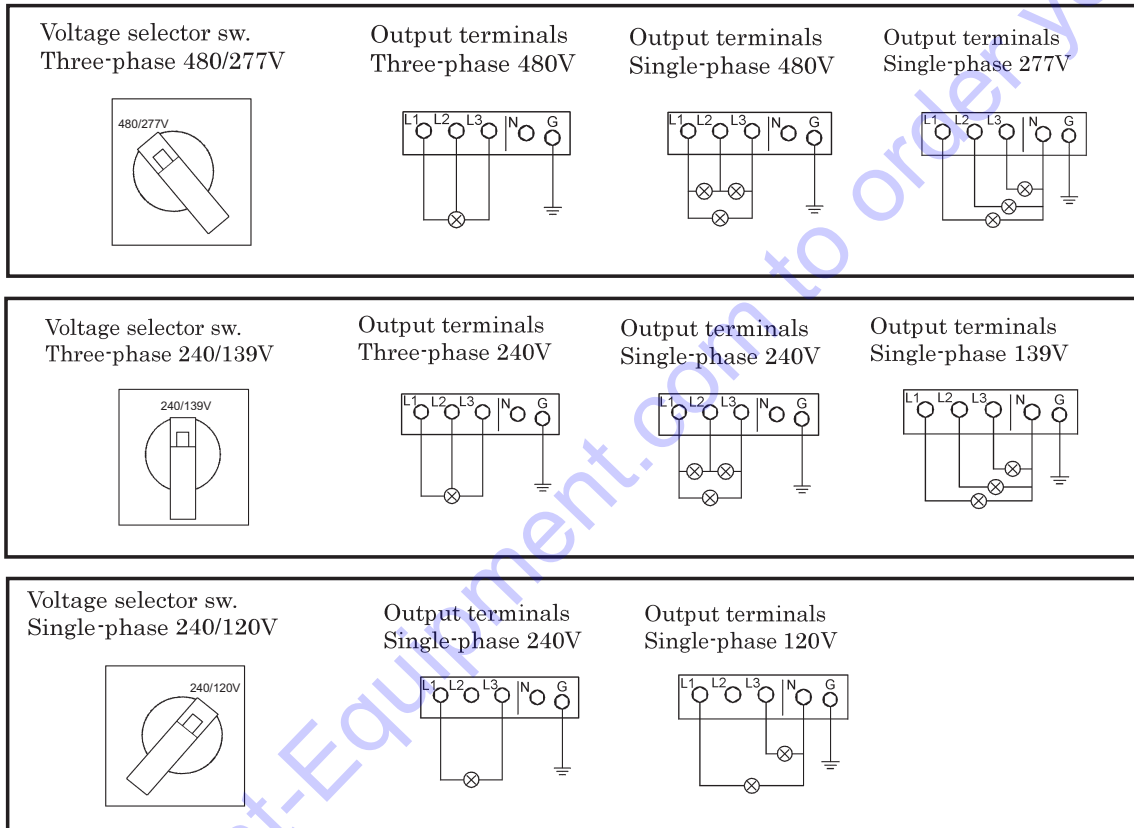 Voltage selector sw.
Three-phase 480/277V
480/277V
Output terminals
Three-phase 480V
L1 L2 L3 N G
Output terminals
Single-phase 480V
L1 L2 L3 N G
Output terminals
Single-phase 277V
L1 L2 L3 N G
Voltage selector sw.
Three-phase 240/139V
240/139V
Output terminals
Three-phase 240V
L1 L2 L3 N G
Output terminals
Single-phase 240V
L1 L2 L3 N G
Output terminals
Single-phase 139V
L1 L2 L3 N G
Voltage selector sw.
Single-phase 240/120V
240/120V
Output terminals
Single-phase 240V
L1 L2 L3 N G
Output terminals
Single-phase 120V
L1 L2 L3 N G
t-Equipment.com to order